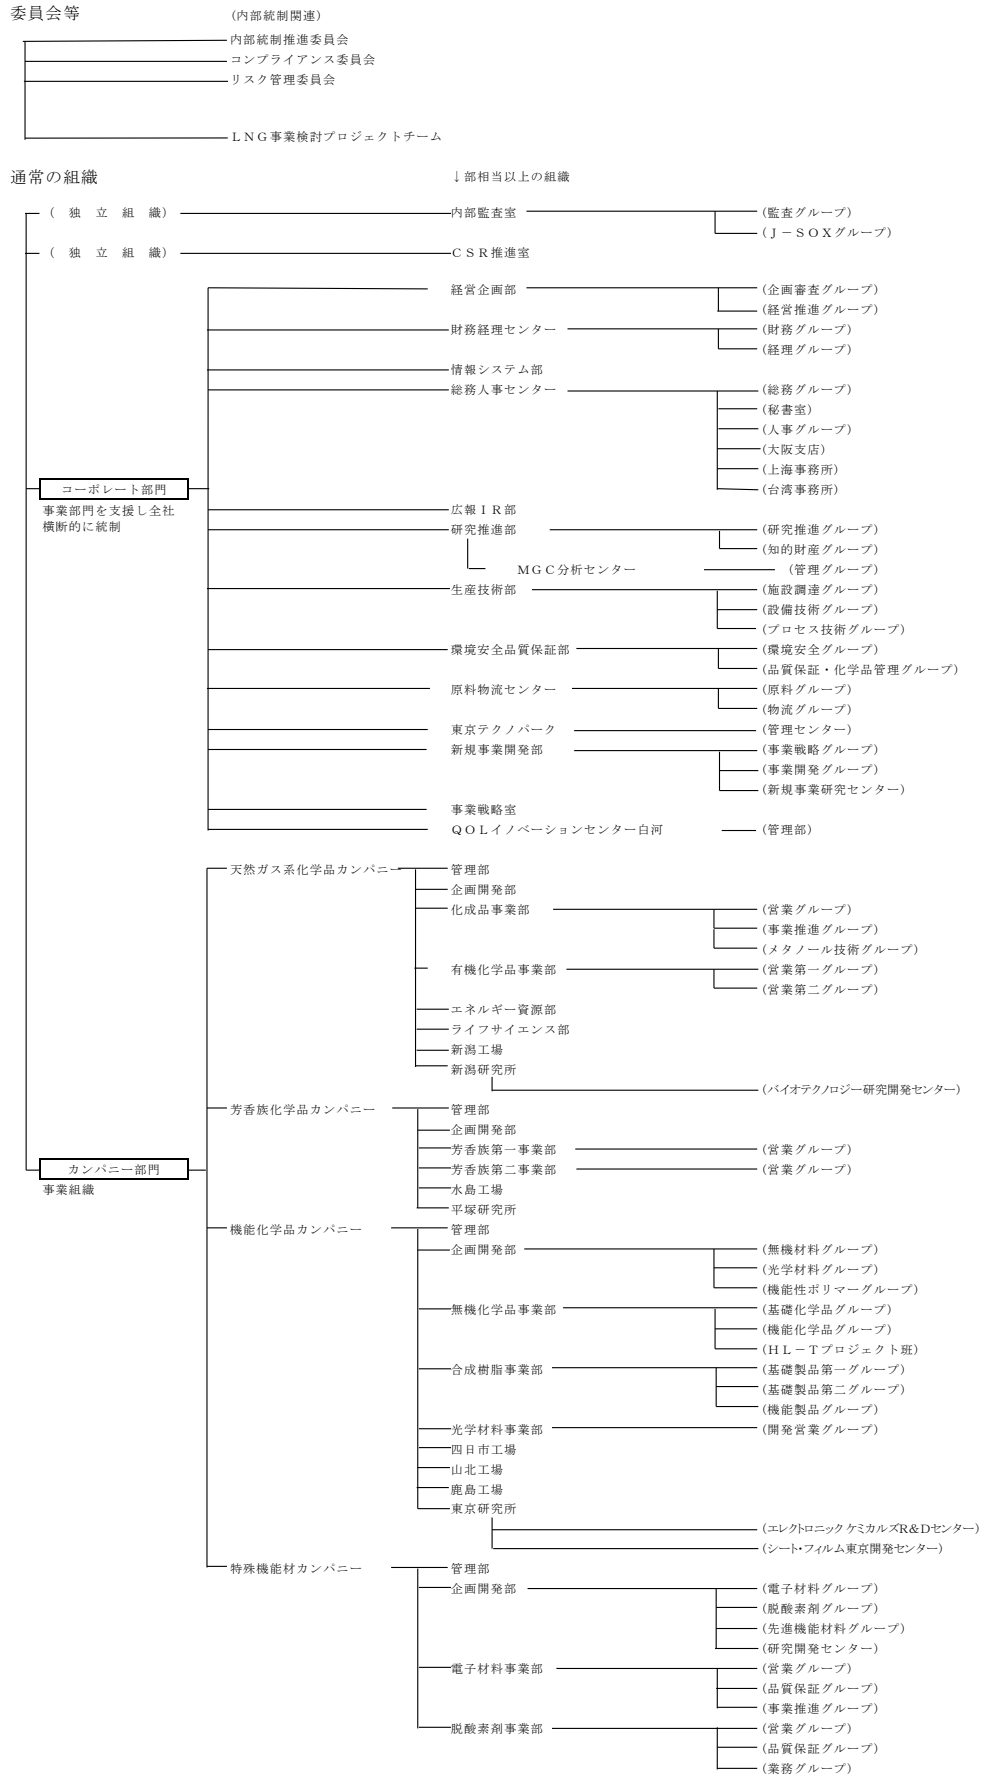 委員会等 (内部統制関連)
内部統制推進委員会
コンプライアンス委員会
リスク管理委員会
ＬＮＧ事業検討プロジェクトチーム
通常の組織 ↓部相当以上の組織
（　独　立　組　織） 内部監査室 (監査グループ)
(Ｊ－ＳＯＸグループ)
（　独　立　組　織） ＣＳＲ推進室
経営企画部 (企画審査グループ)
(経営推進グループ)
財務経理センター (財務グループ)
(経理グループ)
情報システム部
総務人事センター (総務グループ)
(秘書室)
(人事グループ)
(大阪支店)
(上海事務所)
コーポレート部門 (台湾事務所)
事業部門を支援し全社 広報ＩＲ部
横断的に統制 研究推進部 (研究推進グループ)
(知的財産グループ)
ＭＧＣ分析センター (管理グループ)
生産技術部 (施設調達グループ)
(設備技術グループ)
(プロセス技術グループ)
環境安全品質保証部 (環境安全グループ)
(品質保証・化学品管理グループ)
原料物流センター (原料グループ)
(物流グループ)
東京テクノパーク (管理センター)
新規事業開発部 (事業戦略グループ)
(事業開発グループ)
(新規事業研究センター)
事業戦略室
ＱＯＬイノベーションセンター白河 (管理部)
天然ガス系化学品カンパニー 管理部
企画開発部
化成品事業部 (営業グループ)
(事業推進グループ)
(メタノール技術グループ)
有機化学品事業部 (営業第一グループ)
(営業第二グループ)
エネルギー資源部
ライフサイエンス部
新潟工場
新潟研究所
(バイオテクノロジー研究開発センター)
芳香族化学品カンパニー 管理部
企画開発部
芳香族第一事業部 (営業グループ)
カンパニー部門 芳香族第二事業部 (営業グループ)
事業組織 水島工場
平塚研究所
機能化学品カンパニー 管理部
企画開発部 (無機材料グループ)
(光学材料グループ)
(機能性ポリマーグループ)
無機化学品事業部 (基礎化学品グループ)
(機能化学品グループ)
(ＨＬ－Ｔプロジェクト班)
合成樹脂事業部 (基礎製品第一グループ)
(基礎製品第二グループ)
(機能製品グループ)
光学材料事業部 (開発営業グループ)
四日市工場
山北工場
鹿島工場
東京研究所
(エレクトロニックケミカルズR＆Dセンター)
(シート・フィルム東京開発センター)
特殊機能材カンパニー 管理部
企画開発部 (電子材料グループ)
(脱酸素剤グループ)
(先進機能材料グループ)
(研究開発センター)
電子材料事業部 (営業グループ)
(品質保証グループ)
(事業推進グループ)
脱酸素剤事業部 (営業グループ)
(品質保証グループ)
(業務グループ)